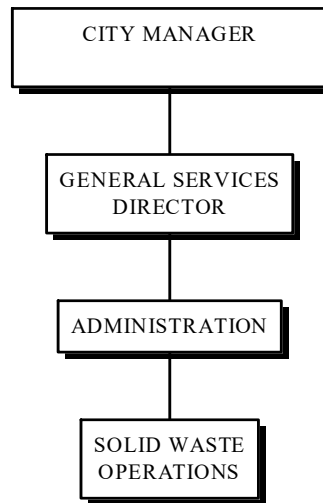 CITY MANAGER
GENERAL SERVICES
DIRECTOR
ADMINISTRATION
SOLID WASTE
OPERATIONS